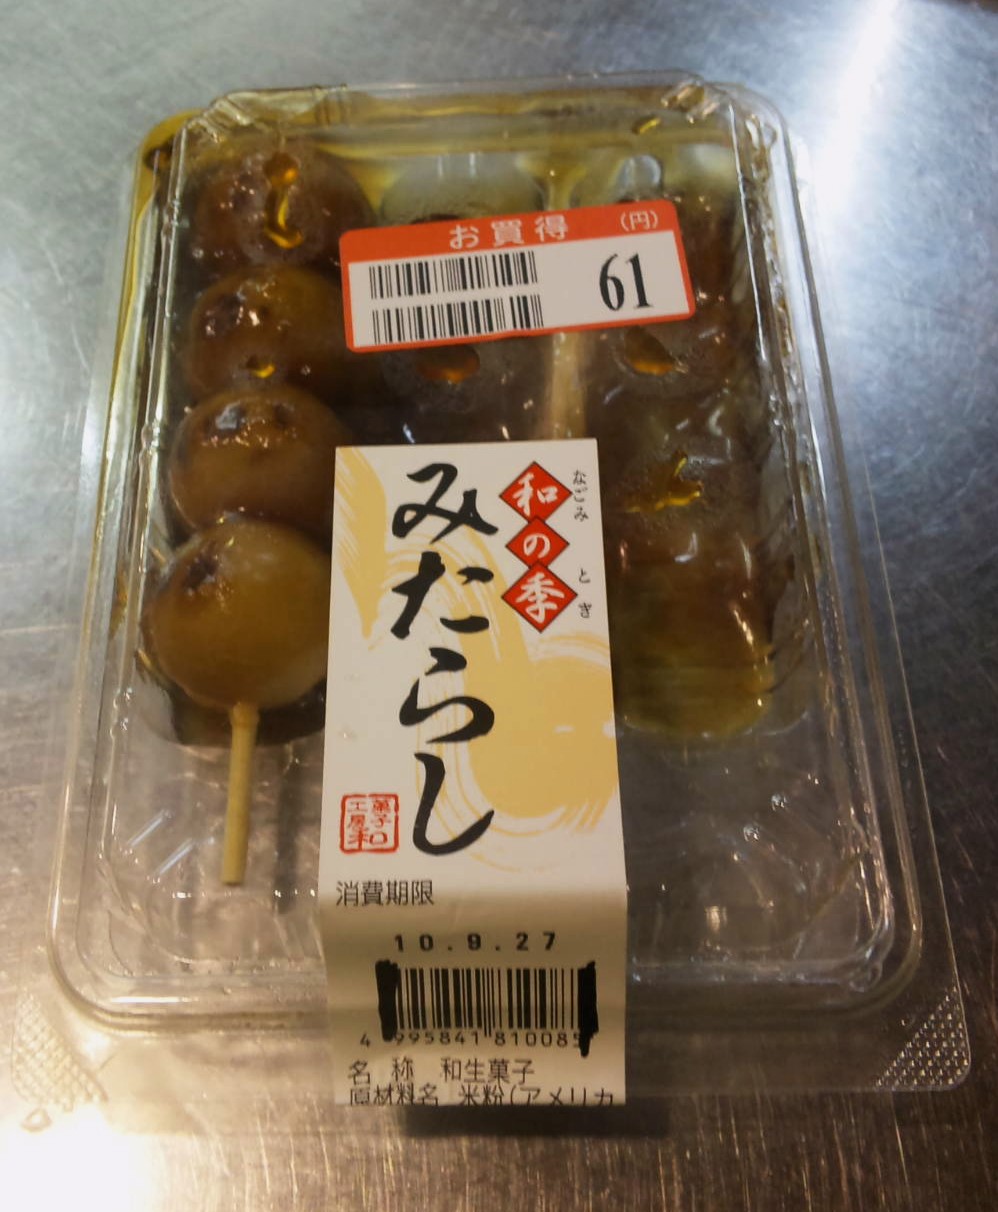 お買得 (円)
61
和の季
なごみ とき
みたらし
菓子
工房 和
消費期限
10.9.27
4 995841 81008
名 称 和生菓子
原材料名 米粉(アメリカ